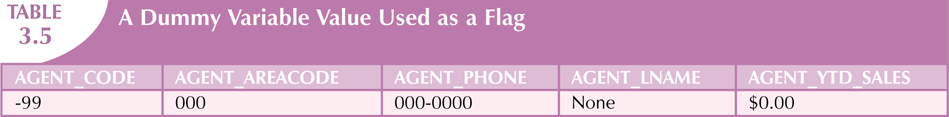 TABLE
3.5
A Dummy Variable Value Used as a Flag
AGENT_CODE AGENT_AREACODE AGENT_PHONE AGENT_LNAME AGENT_YTD_SALES
-99 000 000-0000 None $0.00